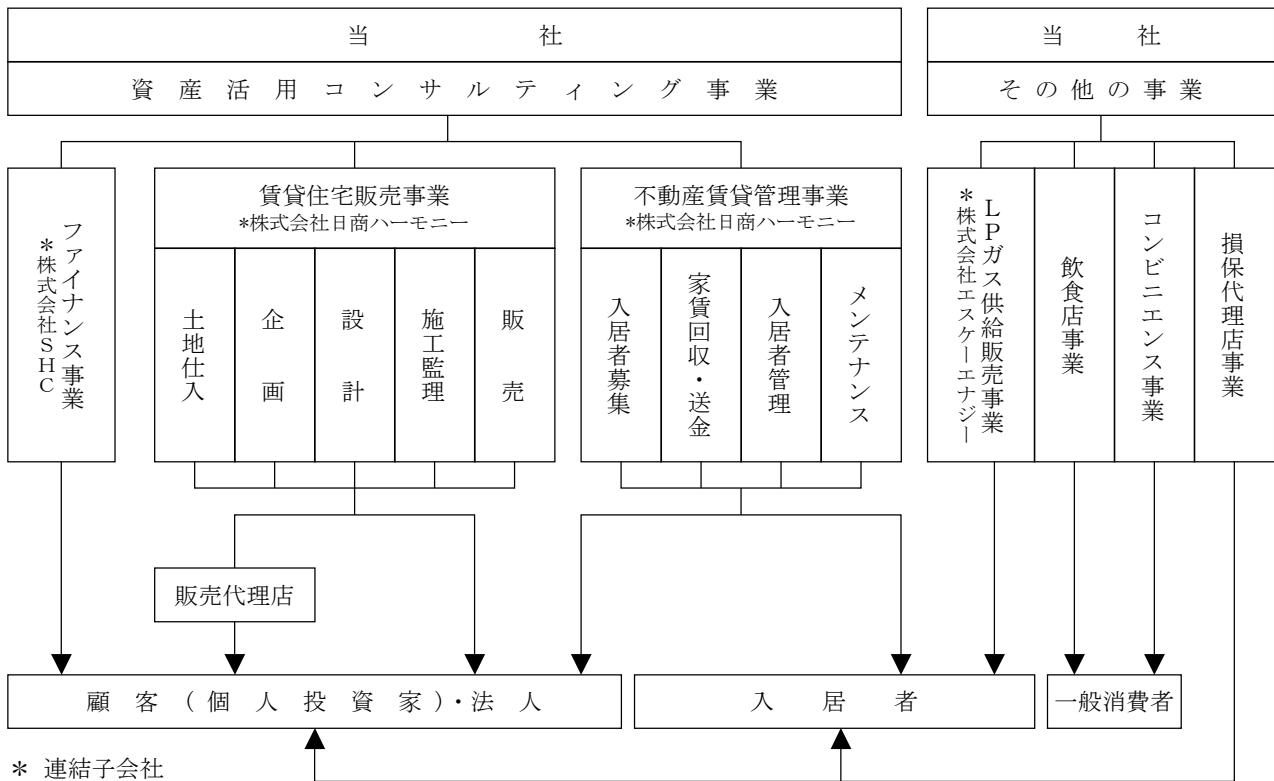 当社
資産活用コンサルティング事業
当社
その他の事業
ファイナンス事業
*株式会社SHC
賃貸住宅販売事業
*株式会社日商ハーモニー
土地仕入
企画
設計
施工監理
販売
不動産賃貸管理事業
*株式会社日商ハーモニー
入居者募集
家賃回収・送金
入居者管理
メンテナンス
LPガス供給販売事業
*株式会社エスケーエナジー
飲食店事業
コンビニエンス事業
損保代理店事業
販売代理店
顧客(個人投資家)・法人
入居者
一般消費者
* 連結子会社